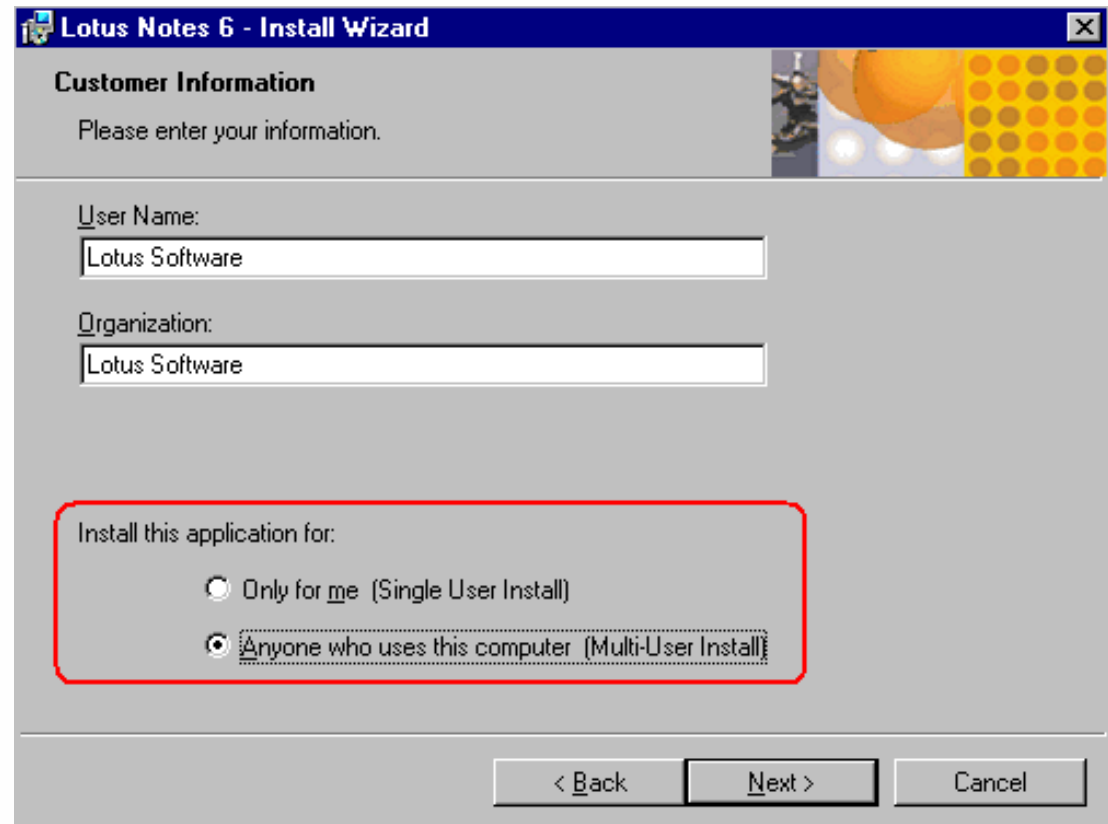 Lotus Notes 6 - Install Wizard
Customer Information
Please enter your information.
User Name:
Lotus Software
Organization:
Lotus Software
Install this application for:
Only for me (Single User Install)
Anyone who uses this computer (Multi-User Install)
< Back Next > Cancel